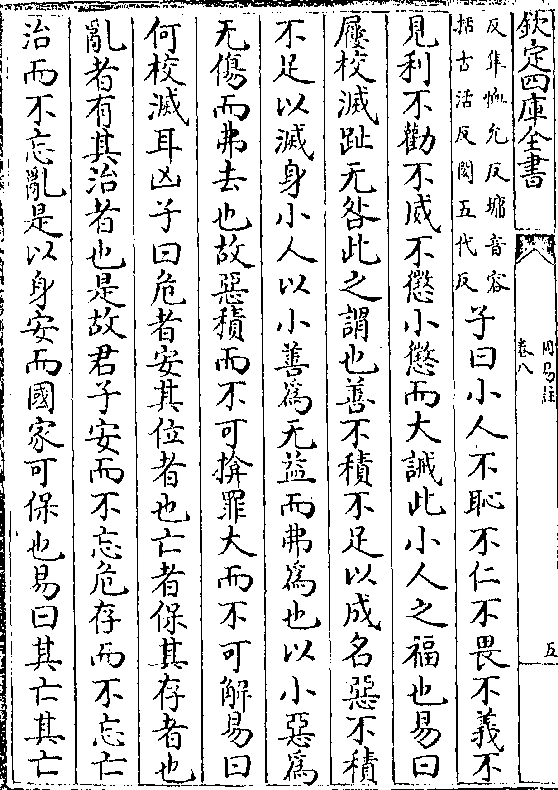 欽定四庫全書
周易註
卷八
五
反隼恤允反墉音容
括古活反閡五代反
子曰小人不恥不仁不畏不義不
見利不勸不威不懲小懲而大誡此小人之福也易曰
屨校滅趾无咎此之謂也善不積不足以成名惡不積
不足以滅身小人以小善爲无益而弗爲也以小惡爲
无傷而弗去也故惡積而不可揜罪大而不可解易曰
何校滅耳凶子曰危者安其位者也亡者保其存者也
亂者有其治者也是故君子安而不忘危存而不忘亡
治而不忘亂是以身安而國家可保也易曰其亡其亡